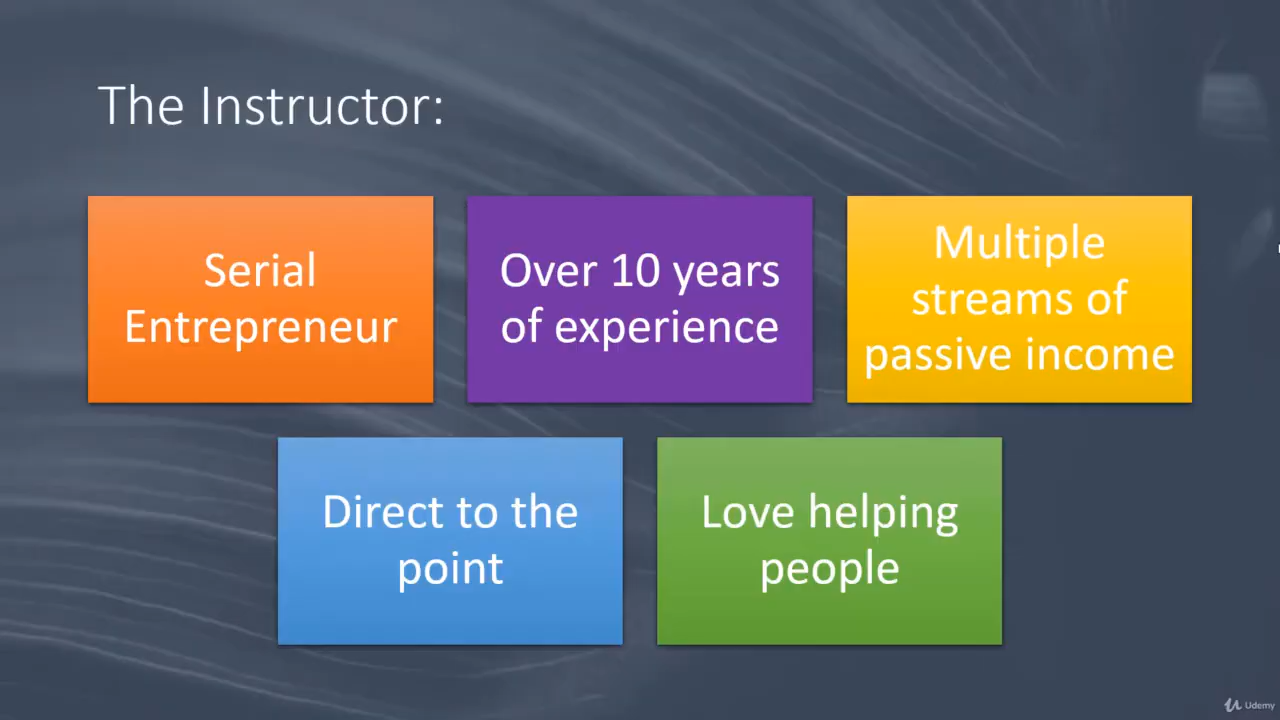 The Instructor:
Serial
Entrepreneur
Over 10 years
of experience
Multiple
streams of
passive income
Direct to the
point
Love helping
people
Udemy